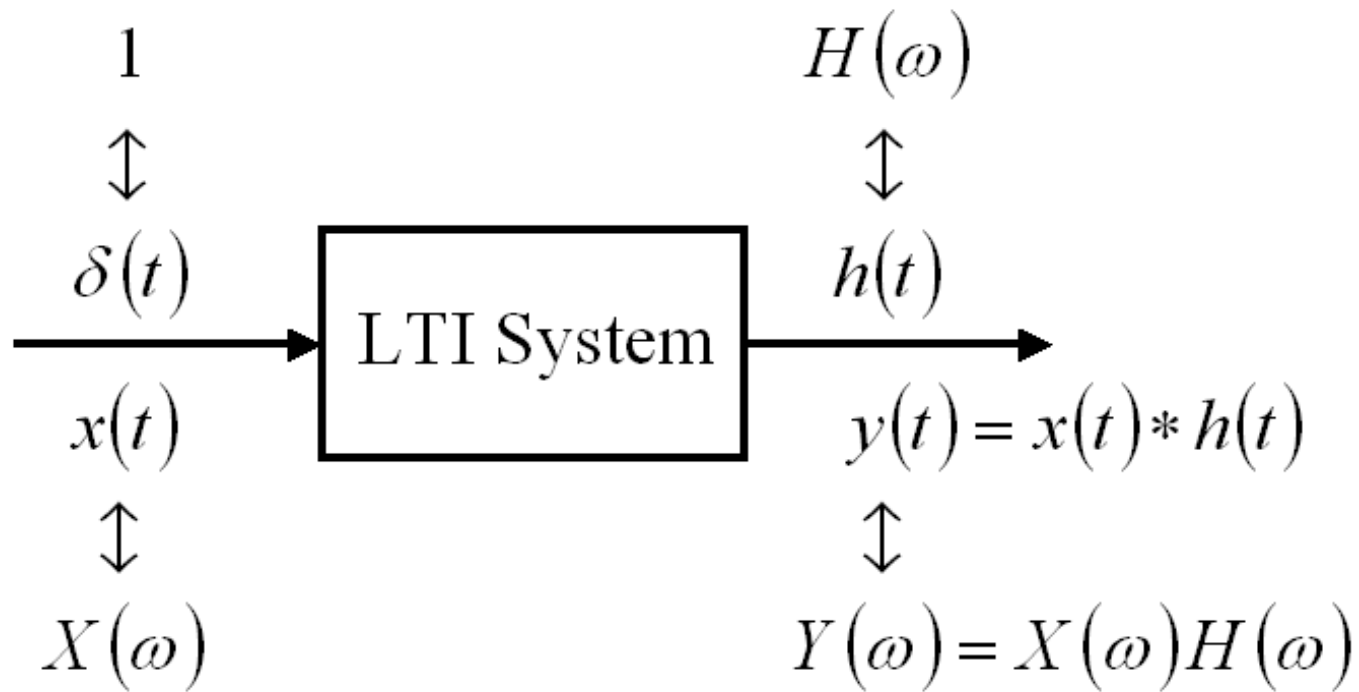 1 H(ω)
↕ ↕
δ(t) h(t)
LTI System
x(t) y(t) = x(t) * h(t)
↕ ↕
X(ω) Y(ω) = X(ω)H(ω)